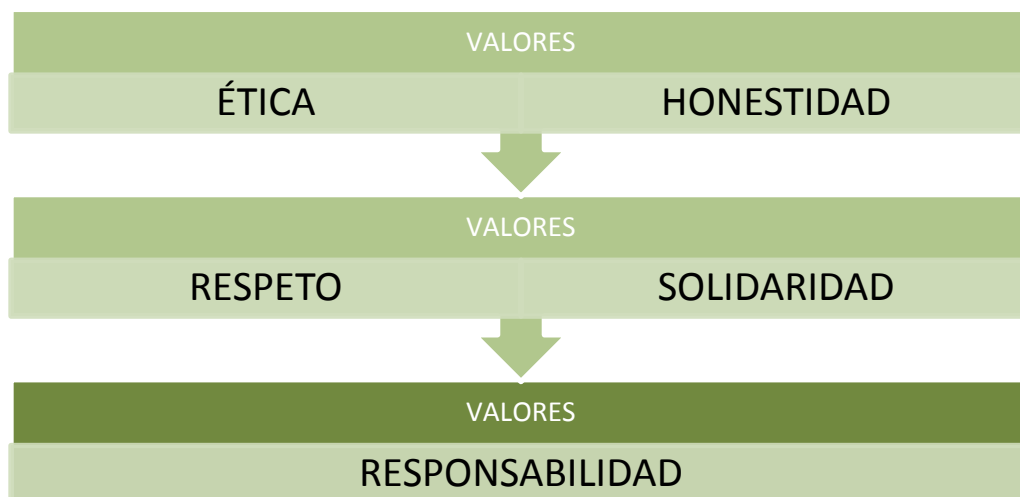 VALORES
ÉTICA HONESTIDAD
VALORES
RESPETO SOLIDARIDAD
VALORES
RESPONSABILIDAD